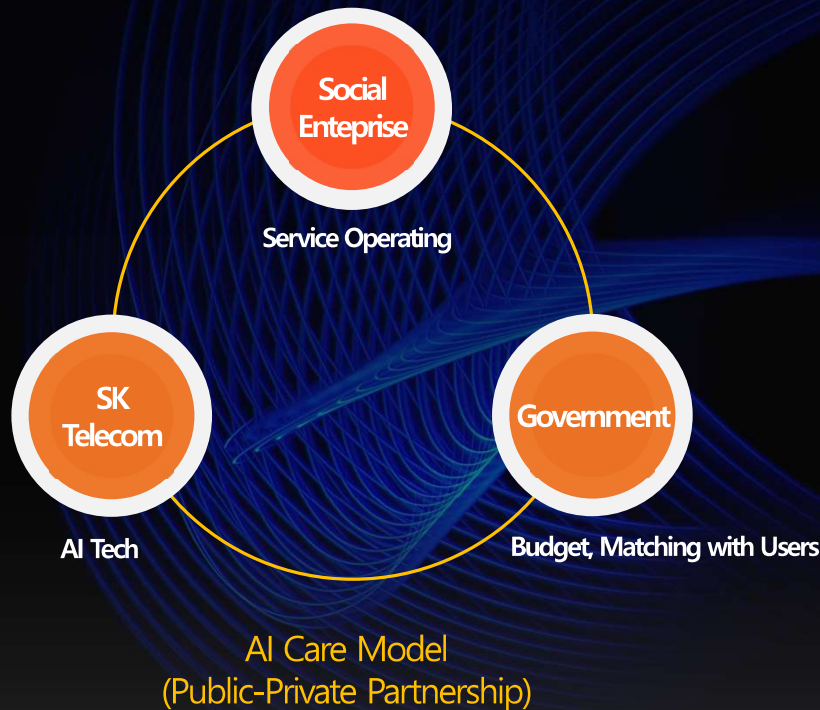 Social
Enteprise
Service Operating
SK
Telecom
AI Tech
Government
Budget, Matching with Users
AI Care Model
(Public-Private Partnership)